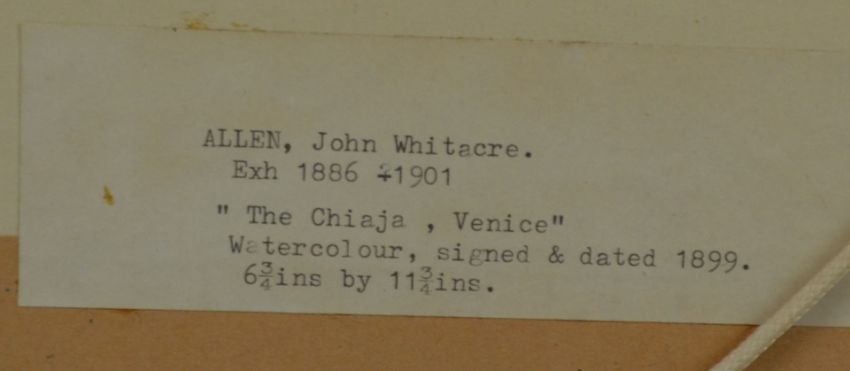 ALLEN, John Whitacre.
Exh 1886 -1901
" The Chiaja , Venice"
Watercolour, signed & dated 1899.
6¾ins by 11¾ins.